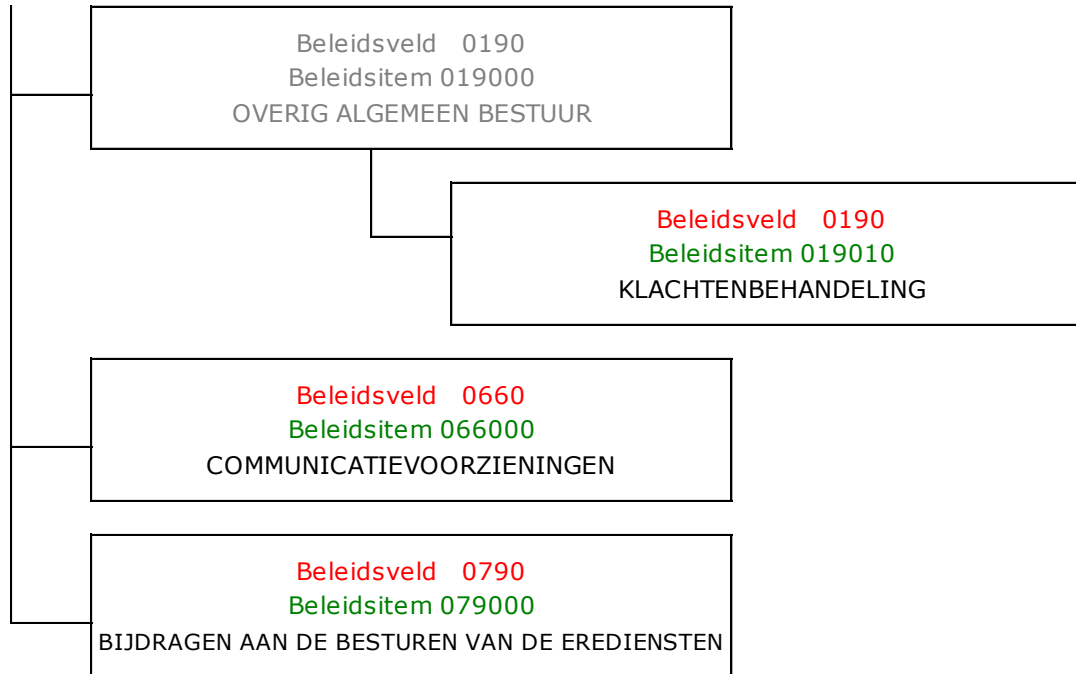 Beleidsveld 0190
Beleidsitem 019000
OVERIG ALGEMEEN BESTUUR
Beleidsveld 0190
Beleidsitem 019010
KLACHTENBEHANDELING
Beleidsveld 0660
Beleidsitem 066000
COMMUNICATIEVOORZIENINGEN
Beleidsveld 0790
Beleidsitem 079000
BIJDRAGEN AAN DE BESTUREN VAN DE EREDIENSTEN